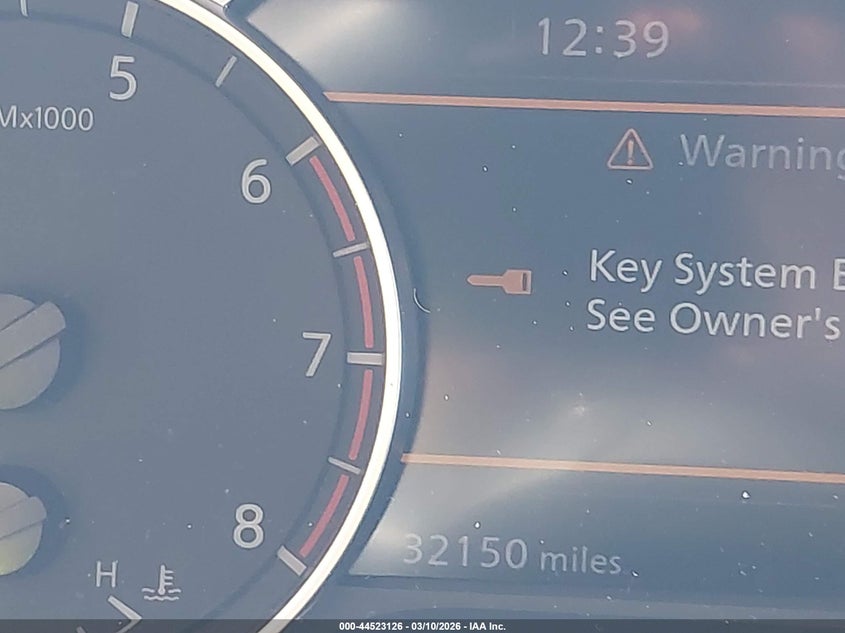 12:39
5
Mx1000
Warning
6
Key System E
See Owner's
7
8
32150 miles
H
000-44523126 - 03/10/2026 - IAA Inc.